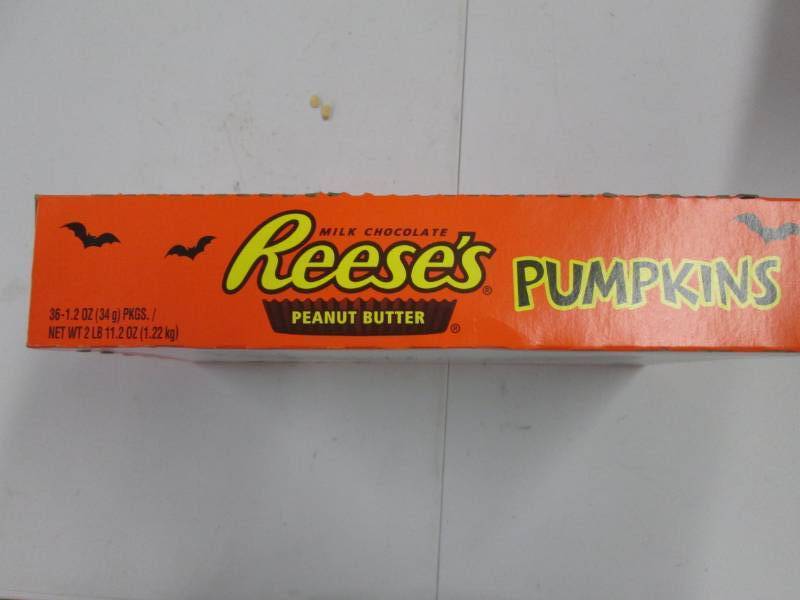 MILK CHOCOLATE
Reese's ®
PEANUT BUTTER ®
PUMPKINS
36-1.2 OZ (34 g) PKGS. /
NET WT 2 LB 11.2 OZ (1.22 kg)